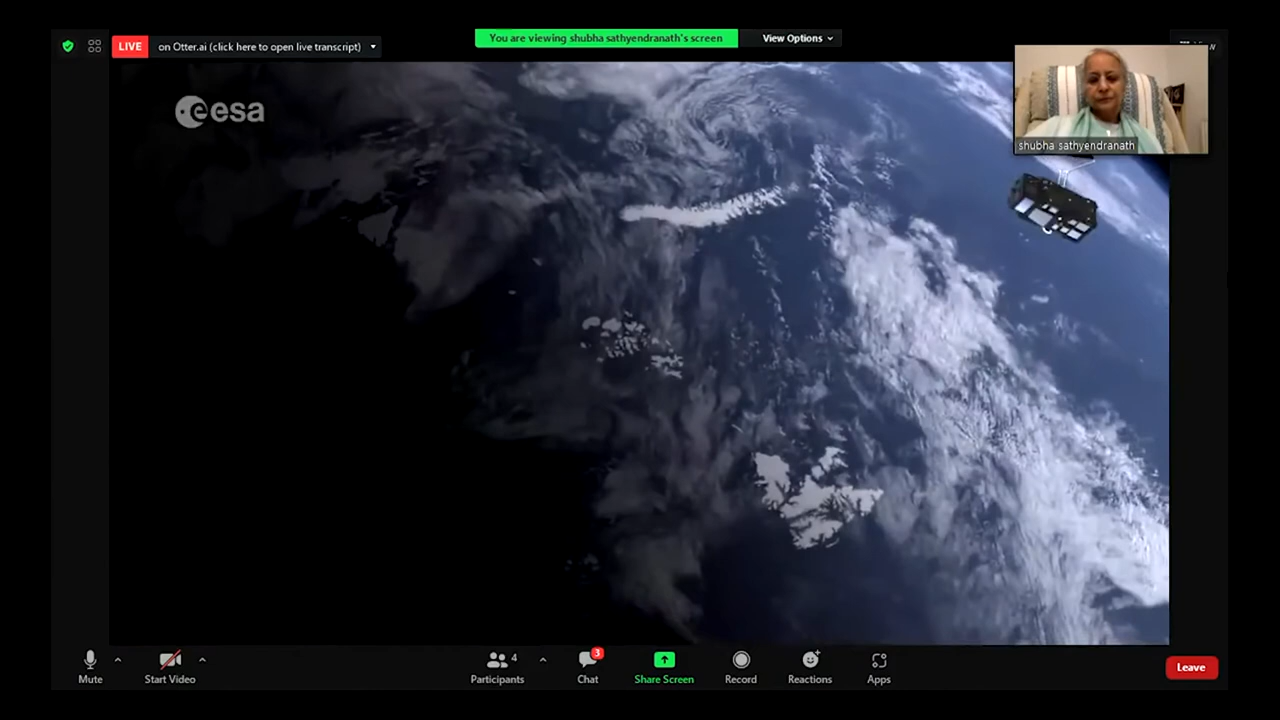 LIVE on Otter.ai (click here to open live transcript)
You are viewing shubha sathyendranath's screen View Options
esa
shubha sathyendranath
Mute
Start Video
4
Participants
3
Chat
Share Screen
Record
Reactions
Apps
Leave